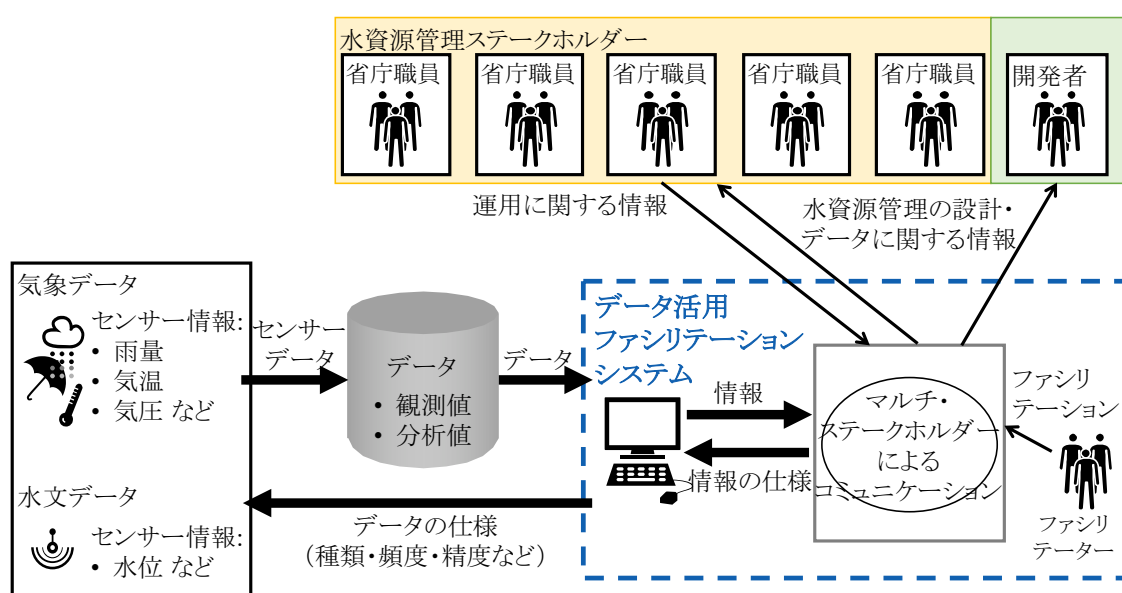 水資源管理ステークホルダー
省庁職員
省庁職員
省庁職員
省庁職員
省庁職員
開発者
運用に関する情報
水資源管理の設計・
データに関する情報
気象データ
センサー情報:
• 雨量
• 気温
• 気圧 など
水文データ
センサー情報:
• 水位 など
センサー
データ
データ
• 観測値
• 分析値
データ
データの仕様
(種類・頻度・精度など)
データ活用
ファシリテーション
システム
情報
情報の仕様
マルチ・
ステークホルダー
による
コミュニケーション
ファシリ
テーション
ファシリ
テーター